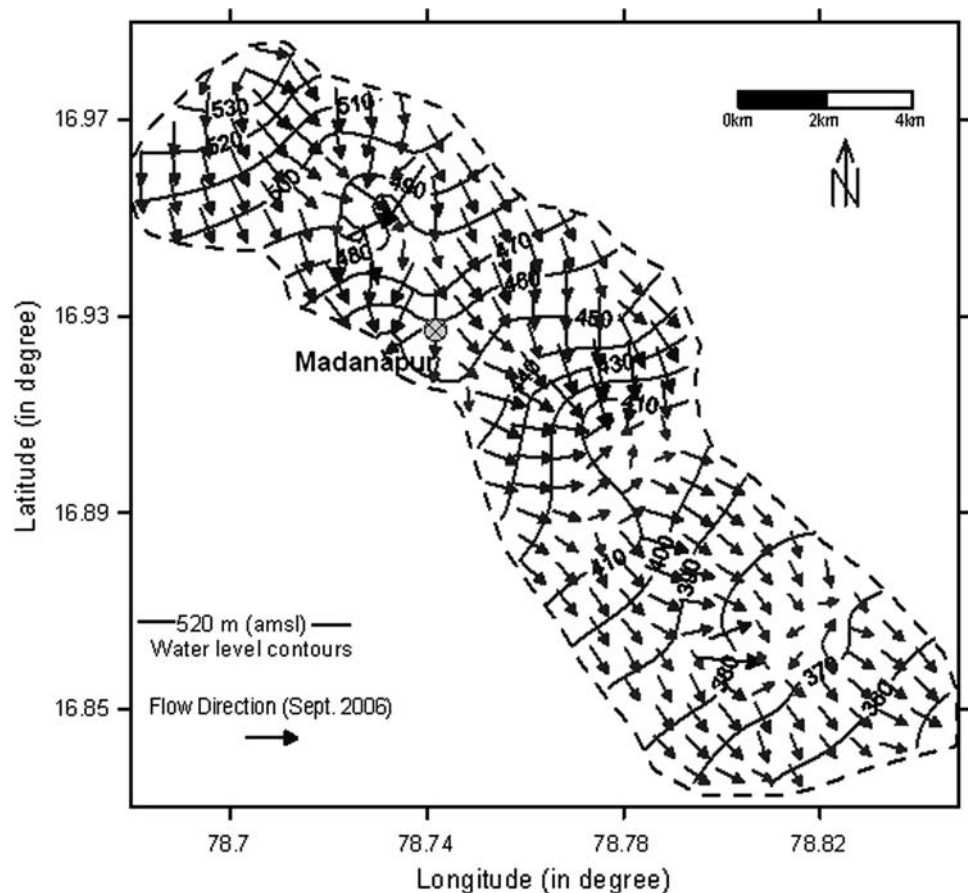 530
510
520
500
490
480
470
460
450
430
440
410
400
410
390
380
370
360
Madanapur
0km 2km 4km
N
520 m (amsl)
Water level contours
Flow Direction (Sept. 2006)
16.97
16.93
16.89
16.85
Latitude (in degree)
78.7 78.74 78.78 78.82
Longitude (in degree)